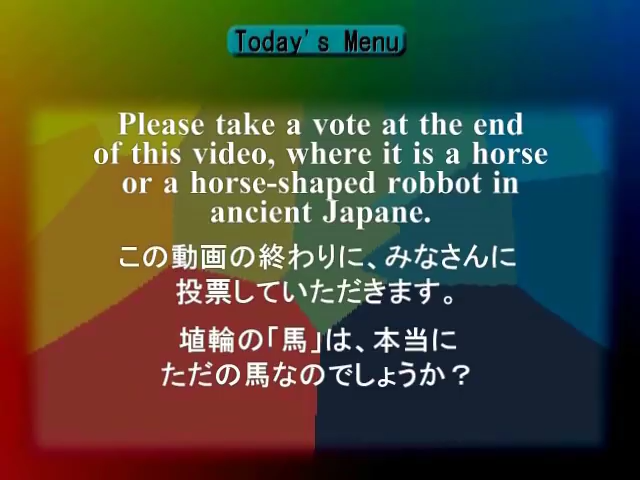 Today's Menu
Please take a vote at the end
of this video, where it is a horse
or a horse-shaped robbot in
ancient Japane.
この動画の終わりに、みなさんに
投票していただきます。
埴輪の「馬」は、本当に
ただの馬なのでしょうか？